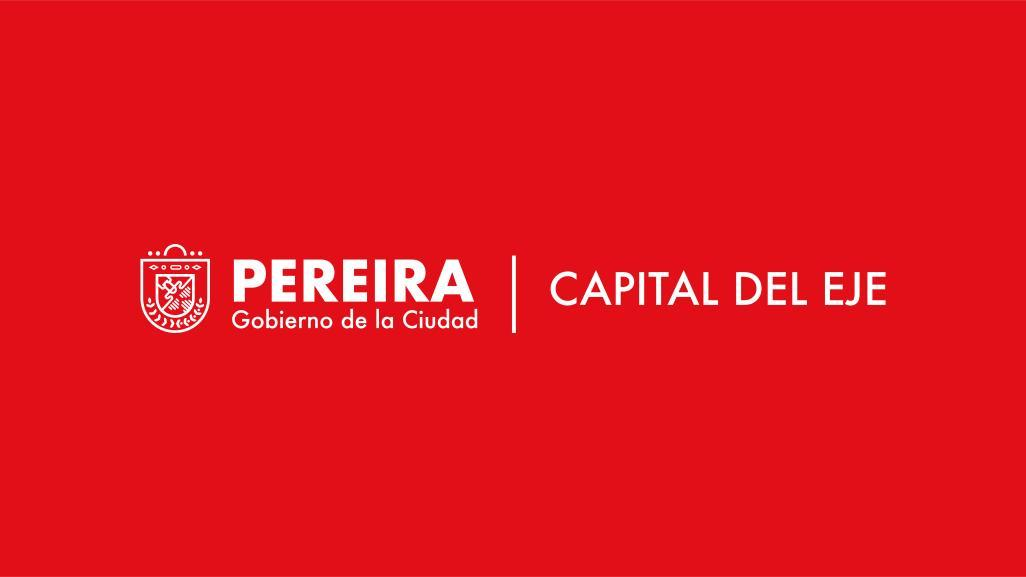 PEREIRA
Gobierno de la Ciudad
CAPITAL DEL EJE